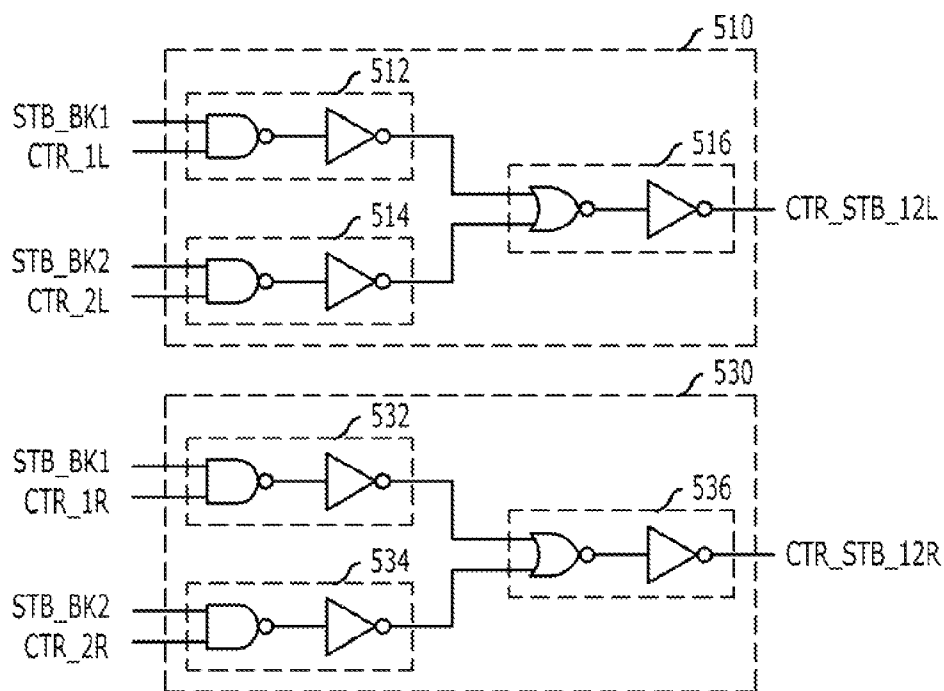 510
512
STB_BK1
CTR_1L
516
CTR_STB_12L
514
STB_BK2
CTR_2L
530
532
STB_BK1
CTR_1R
536
CTR_STB_12R
534
STB_BK2
CTR_2R